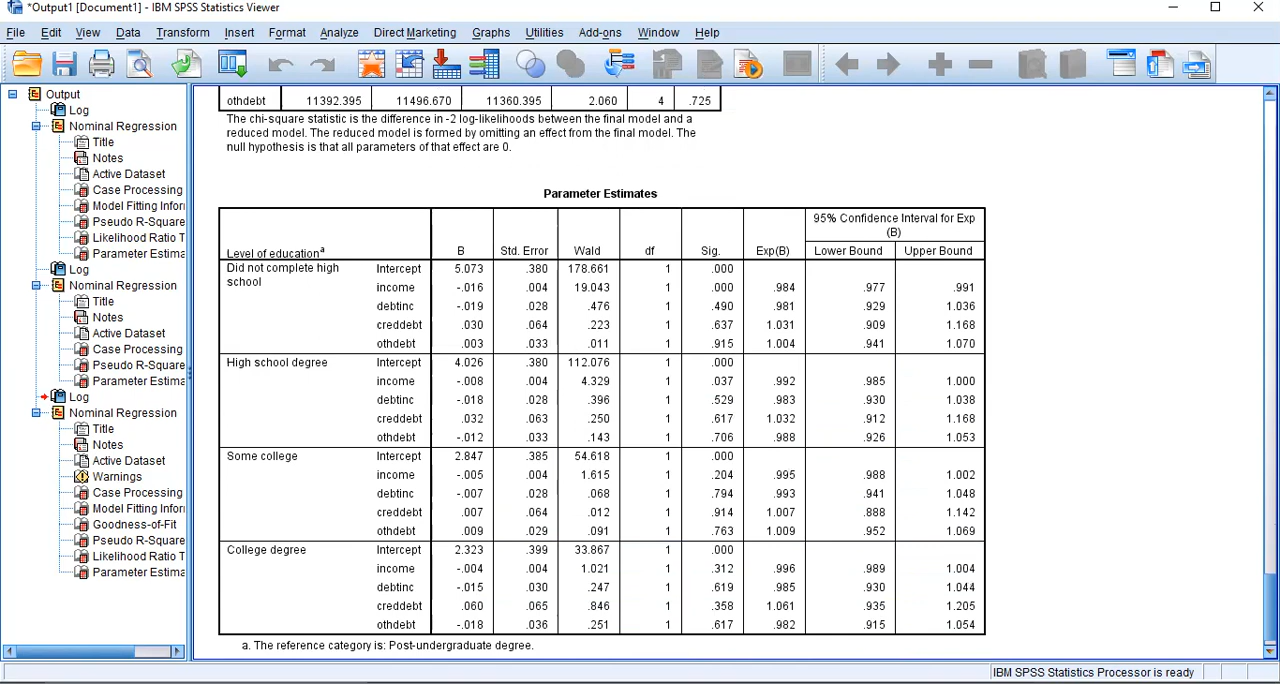 *Output1 [Document1] - IBM SPSS Statistics Viewer
File Edit View Data Transform Insert Format Analyze Direct Marketing Graphs Utilities Add-ons Window Help
Output
Log
Nominal Regression
Title
Notes
Active Dataset
Case Processing
Model Fitting Infor
Pseudo R-Square
Likelihood Ratio T
Parameter Estima
Log
Nominal Regression
Title
Notes
Active Dataset
Case Processing
Pseudo R-Square
Parameter Estima
Log
Nominal Regression
Title
Notes
Active Dataset
Warnings
Case Processing
Model Fitting Infor
Goodness-of-Fit
Pseudo R-Square
Likelihood Ratio T
Parameter Estima
othdebt 11392.395 11496.670 11360.395 2.060 4 .725
The chi-square statistic is the difference in -2 log-likelihoods between the final model and a
reduced model. The reduced model is formed by omitting an effect from the final model. The
null hypothesis is that all parameters of that effect are 0.
Parameter Estimates
95% Confidence Interval for Exp
(B)
Level of education a B Std. Error Wald df Sig. Exp(B) Lower Bound Upper Bound
Did not complete high Intercept 5.073 .380 178.661 1 .000
school
income -.016 .004 19.043 1 .000 .984 .977 .991
debtinc -.019 .028 .476 1 .490 .981 .929 1.036
creddebt .030 .064 .223 1 .637 1.031 .909 1.168
othdebt .003 .033 .011 1 .915 1.004 .941 1.070
High school degree Intercept 4.026 .380 112.076 1 .000
income -.008 .004 4.329 1 .037 .992 .985 1.000
debtinc -.018 .028 .396 1 .529 .983 .930 1.038
creddebt .032 .063 .250 1 .617 1.032 .912 1.168
othdebt -.012 .033 .143 1 .706 .988 .926 1.053
Some college Intercept 2.847 .385 54.618 1 .000
income -.005 .004 1.615 1 .204 .995 .988 1.002
debtinc -.007 .028 .068 1 .794 .993 .941 1.048
creddebt .007 .064 .012 1 .914 1.007 .888 1.142
othdebt .009 .029 .091 1 .763 1.009 .952 1.069
College degree Intercept 2.323 .399 33.867 1 .000
income -.004 .004 1.021 1 .312 .996 .989 1.004
debtinc -.015 .030 .247 1 .619 .985 .930 1.044
creddebt .060 .065 .846 1 .358 1.061 .935 1.205
othdebt -.018 .036 .251 1 .617 .982 .915 1.054
a. The reference category is: Post-undergraduate degree.
IBM SPSS Statistics Processor is ready